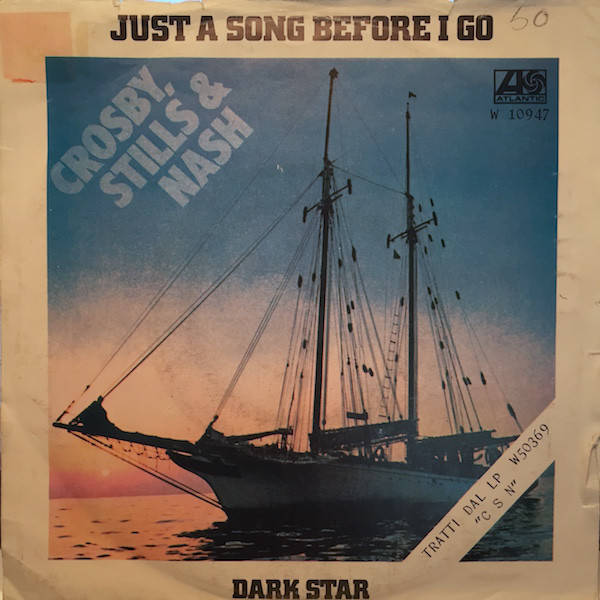 JUST A SONG BEFORE I GO
50
CROSBY,
STILLS &
NASH
ATLANTIC
W 10947
TRATTI DAL LP W50369
"C S N"
DARK STAR